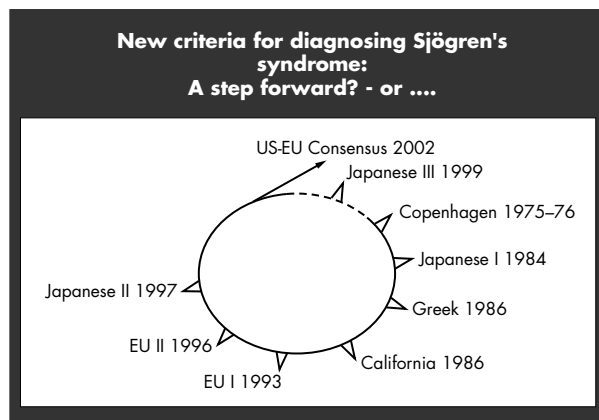 New criteria for diagnosing Sjögren's
syndrome:
A step forward? - or ....
US-EU Consensus 2002
Japanese III 1999
Copenhagen 1975–76
Japanese I 1984
Greek 1986
California 1986
EU I 1993
EU II 1996
Japanese II 1997